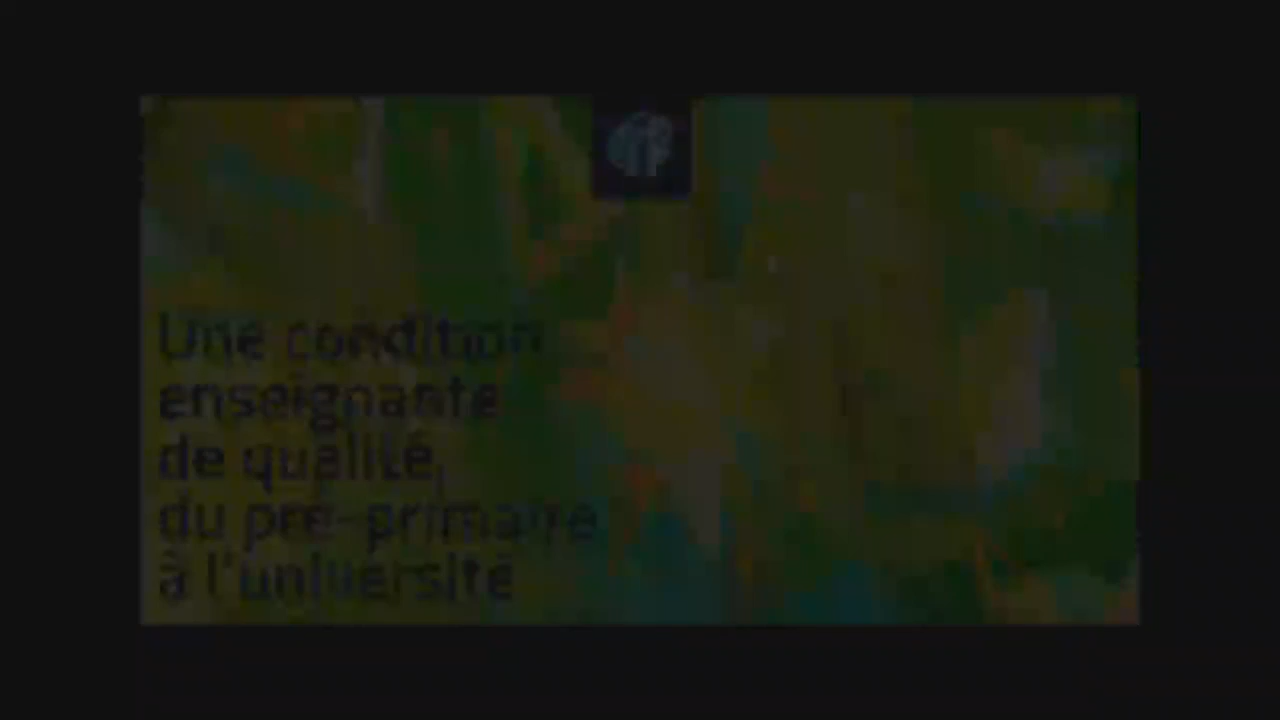 Une condition
enseignante
de qualité,
du pré-primaire
à l'université